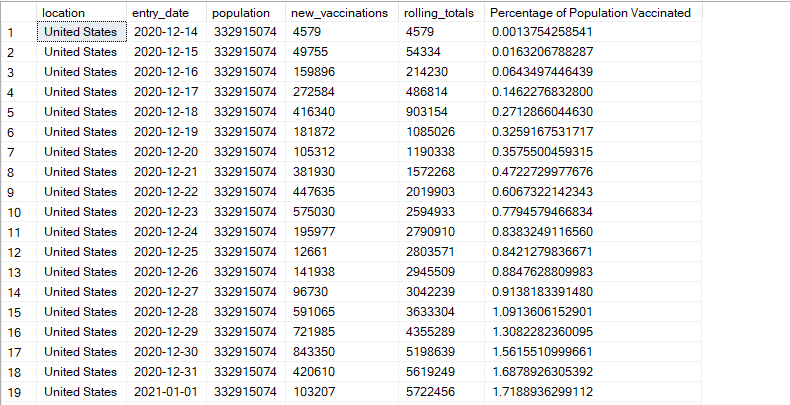 location entry_date population new_vaccinations rolling_totals Percentage of Population Vaccinated
1 United States 2020-12-14 332915074 4579 4579 0.0013754258541
2 United States 2020-12-15 332915074 49755 54334 0.0163206788287
3 United States 2020-12-16 332915074 159896 214230 0.0643497446439
4 United States 2020-12-17 332915074 272584 486814 0.1462276832800
5 United States 2020-12-18 332915074 416340 903154 0.2712866044630
6 United States 2020-12-19 332915074 181872 1085026 0.3259167531717
7 United States 2020-12-20 332915074 105312 1190338 0.3575500459315
8 United States 2020-12-21 332915074 381930 1572268 0.4722729977676
9 United States 2020-12-22 332915074 447635 2019903 0.6067322142343
10 United States 2020-12-23 332915074 575030 2594933 0.7794579466834
11 United States 2020-12-24 332915074 195977 2790910 0.8383249116560
12 United States 2020-12-25 332915074 12661 2803571 0.8421279836671
13 United States 2020-12-26 332915074 141938 2945509 0.8847628809983
14 United States 2020-12-27 332915074 96730 3042239 0.9138183391480
15 United States 2020-12-28 332915074 591065 3633304 1.0913606152901
16 United States 2020-12-29 332915074 721985 4355289 1.3082282360095
17 United States 2020-12-30 332915074 843350 5198639 1.5615510999661
18 United States 2020-12-31 332915074 420610 5619249 1.6878926305392
19 United States 2021-01-01 332915074 103207 5722456 1.7188936299112